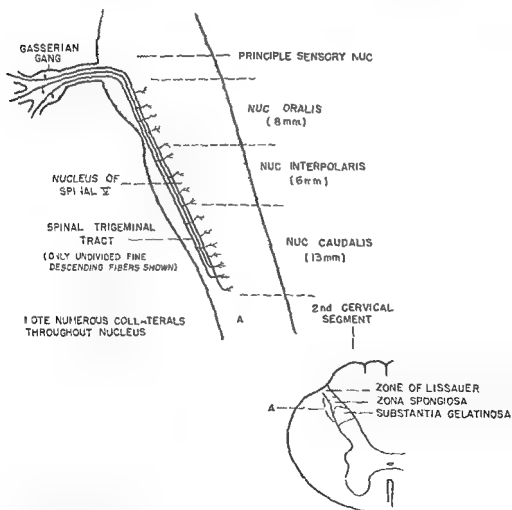 GASSERIAN
GANG
PRINCIPLE SENSORY NUC
NUC ORALIS
(8mm)
NUC INTERPOLARIS
(6mm)
NUCLEUS OF
SPINAL V
SPINAL TRIGEMINAL
TRACT
(ONLY UNDIVIDED FINE
DESCENDING FIBERS SHOWN)
NUC CAUDALIS
(13mm)
NOTE NUMEROUS COLLATERALS
THROUGHOUT NUCLEUS
A
2nd CERVICAL
SEGMENT
ZONE OF LISSAUER
ZONA SPONGIOSA
A
SUBSTANTIA GELATINOSA